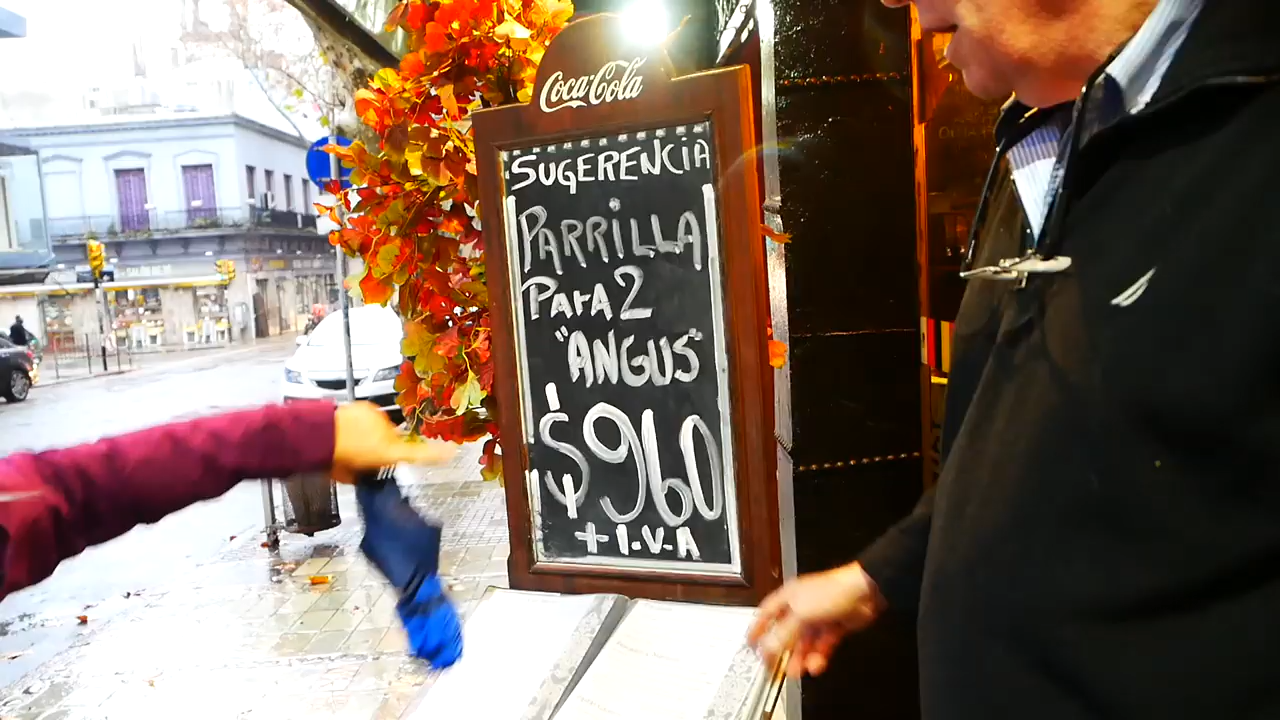 Coca-Cola
SUGERENCIA
PARRILLA
Para 2
"ANGUS"
$960
+ I.V.A